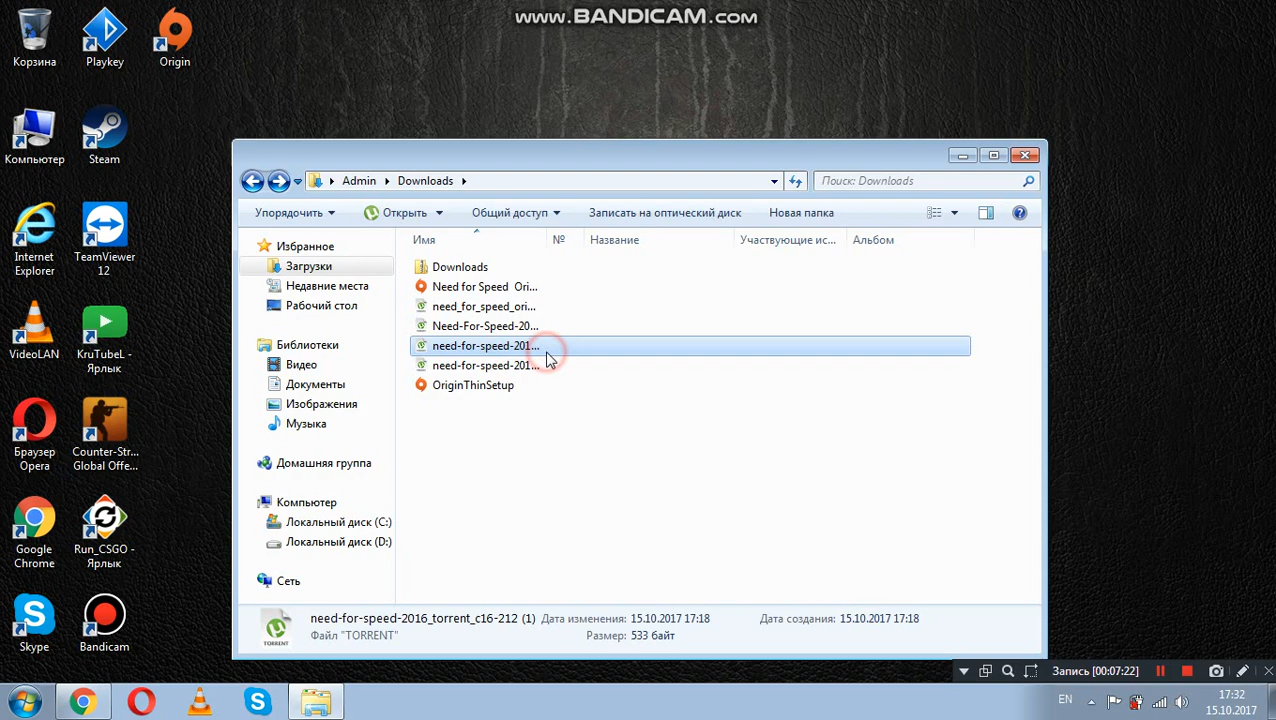 www.BANDICAM.com
Корзина
Playkey
Origin
Компьютер
Steam
Internet
Explorer
TeamViewer
12
VideoLAN
KruTubeL -
Ярлык
Браузер
Opera
Counter-Str...
Global Offe...
Google
Chrome
Run_CSGO -
Ярлык
Skype
Bandicam
Admin
Downloads
Поиск: Downloads
Упорядочить
Открыть
Общий доступ
Записать на оптический диск
Новая папка
Избранное
Загрузки
Недавние места
Рабочий стол
Библиотеки
Видео
Документы
Изображения
Музыка
Домашняя группа
Компьютер
Локальный диск (C:)
Локальный диск (D:)
Сеть
Имя
№
Название
Участвующие ис...
Альбом
Downloads
Need for Speed Ori...
need_for_speed_ori...
Need-For-Speed-20...
need-for-speed-201...
need-for-speed-201...
OriginThinSetup
TORRENT
need-for-speed-2016_torrent_c16-212 (1)
Дата изменения: 15.10.2017 17:18
Дата создания: 15.10.2017 17:18
Файл "TORRENT"
Размер: 533 байт
Запись [00:07:22]
EN
17:32
15.10.2017